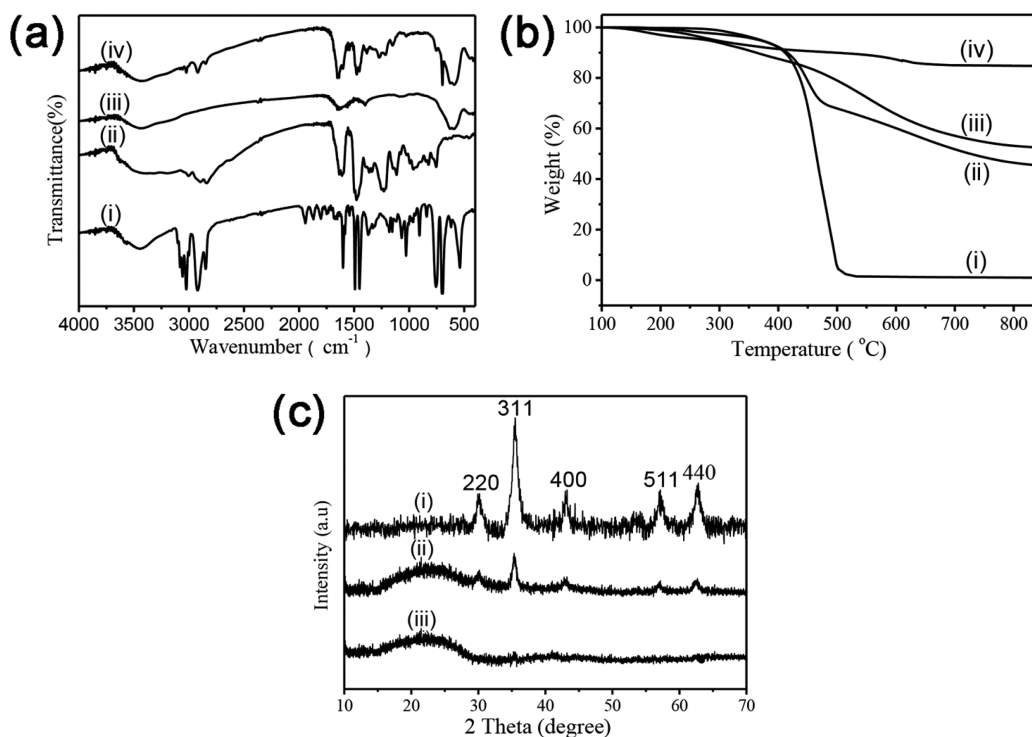 (a)
(iv)
(iii)
(ii)
(i)
Transmittance(%)
4000 3500 3000 2500 2000 1500 1000 500
Wavenumber ( cm-1)
(b)
100
80
60
40
20
0
Weight (%)
(iv)
(iii)
(ii)
(i)
100 200 300 400 500 600 700 800
Temperature ( oC)
(c)
311
220
400
511
440
(i)
(ii)
(iii)
Intensity (a.u)
10 20 30 40 50 60 70
2 Theta (degree)